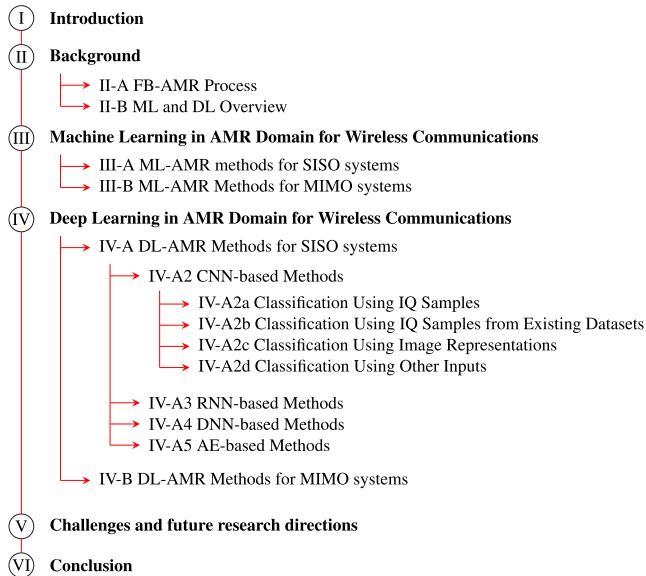 I Introduction
II Background
II-A FB-AMR Process
II-B ML and DL Overview
III Machine Learning in AMR Domain for Wireless Communications
III-A ML-AMR methods for SISO systems
III-B ML-AMR Methods for MIMO systems
IV Deep Learning in AMR Domain for Wireless Communications
IV-A DL-AMR Methods for SISO systems
IV-A2 CNN-based Methods
IV-A2a Classification Using IQ Samples
IV-A2b Classification Using IQ Samples from Existing Datasets
IV-A2c Classification Using Image Representations
IV-A2d Classification Using Other Inputs
IV-A3 RNN-based Methods
IV-A4 DNN-based Methods
IV-A5 AE-based Methods
IV-B DL-AMR Methods for MIMO systems
V Challenges and future research directions
VI Conclusion